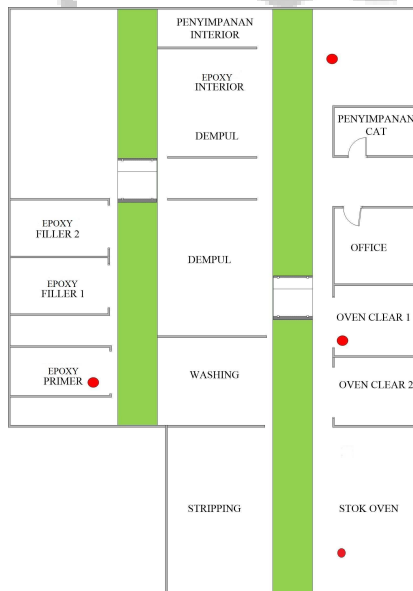 PENYIMPANAN
INTERIOR
EPOXY
INTERIOR
DEMPUL
PENYIMPANAN
CAT
EPOXY
FILLER 2
OFFICE
DEMPUL
EPOXY
FILLER 1
OVEN CLEAR 1
EPOXY
PRIMER
WASHING
OVEN CLEAR 2
STRIPPING
STOK OVEN